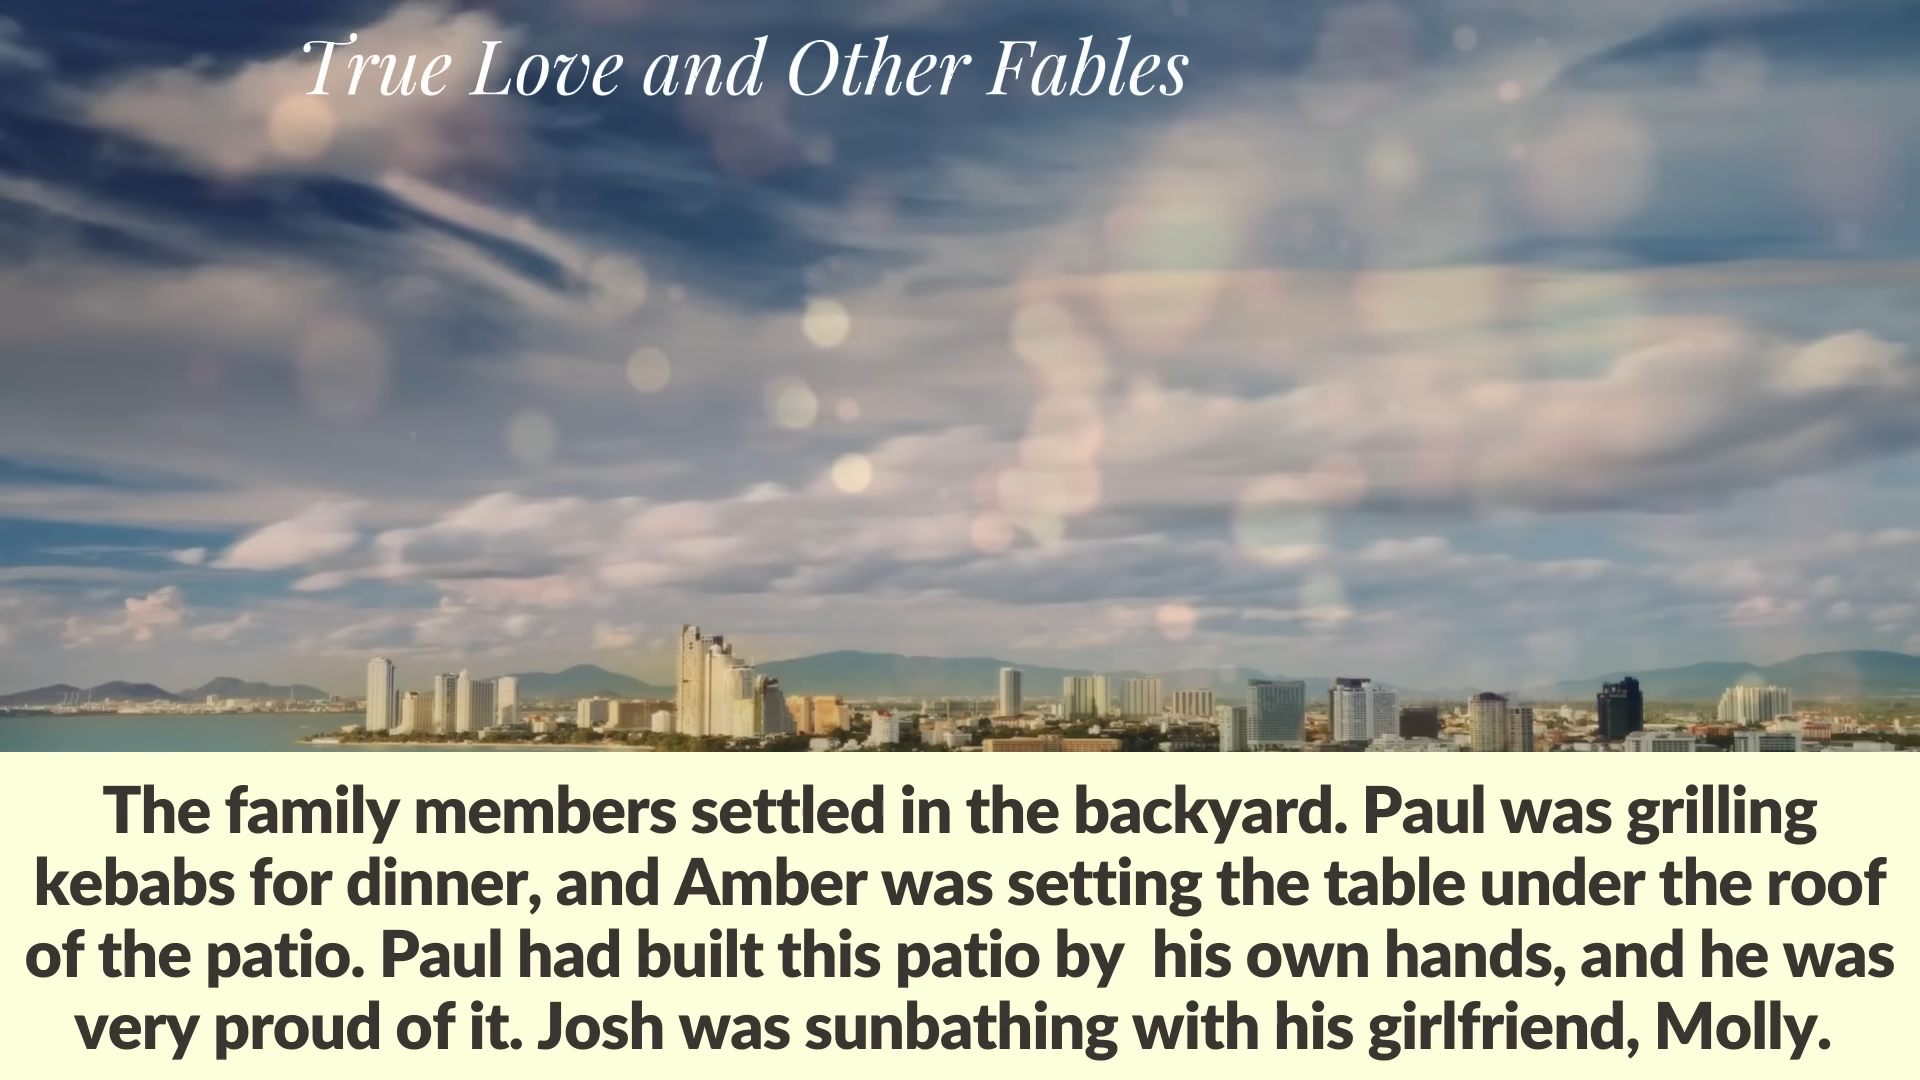 True Love and Other Fables
The family members settled in the backyard. Paul was grilling
kebabs for dinner, and Amber was setting the table under the roof
of the patio. Paul had built this patio by  his own hands, and he was
very proud of it. Josh was sunbathing with his girlfriend, Molly.